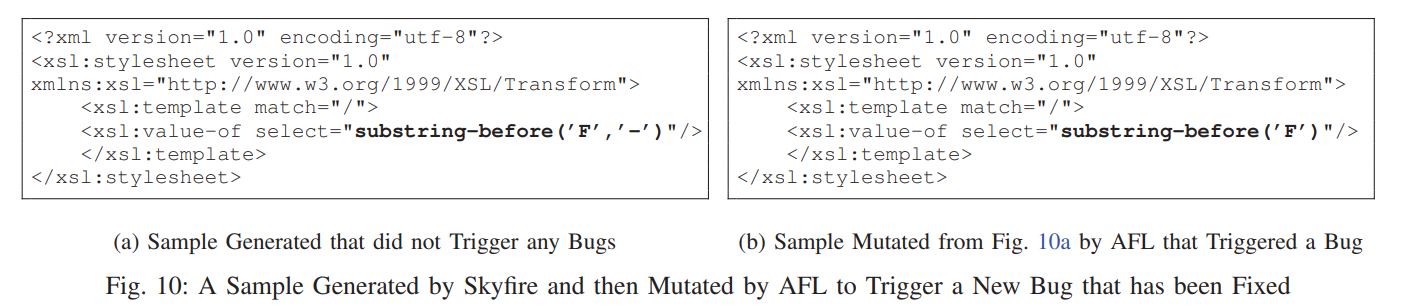 <?xml version="1.0" encoding="utf-8"?>
<xsl:stylesheet version="1.0"
xmlns:xsl="http://www.w3.org/1999/XSL/Transform">
    <xsl:template match="/">
    <xsl:value-of select="substring-before('F','-')"/>
    </xsl:template>
</xsl:stylesheet>
(a) Sample Generated that did not Trigger any Bugs
<?xml version="1.0" encoding="utf-8"?>
<xsl:stylesheet version="1.0"
xmlns:xsl="http://www.w3.org/1999/XSL/Transform">
    <xsl:template match="/">
    <xsl:value-of select="substring-before('F')"/>
    </xsl:template>
</xsl:stylesheet>
(b) Sample Mutated from Fig. 10a by AFL that Triggered a Bug
Fig. 10: A Sample Generated by Skyfire and then Mutated by AFL to Trigger a New Bug that has been Fixed